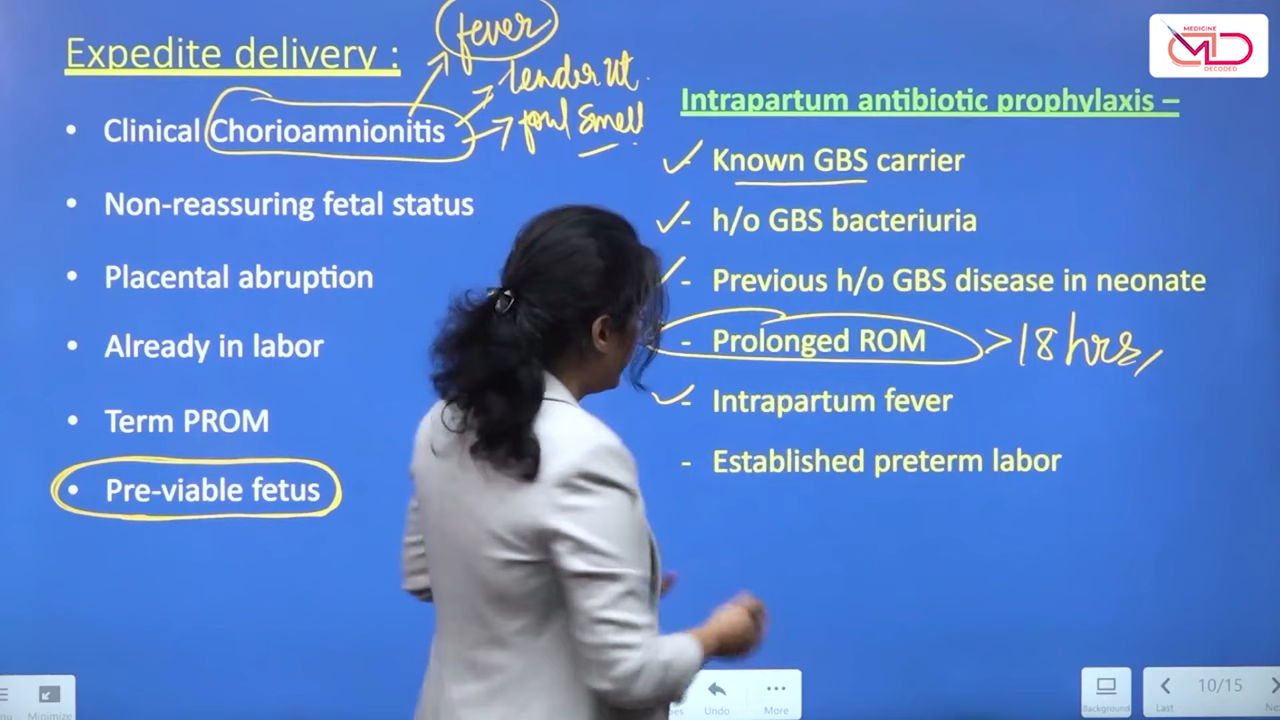 Expedite delivery :
fever
tender ut.
foul smell
• Clinical Chorioamnionitis
• Non-reassuring fetal status
• Placental abruption
• Already in labor
• Term PROM
• Pre-viable fetus
MEDICINE
MD
DECODED
Intrapartum antibiotic prophylaxis –
- Known GBS carrier
- h/o GBS bacteriuria
- Previous h/o GBS disease in neonate
- Prolonged ROM >18 hrs,
- Intrapartum fever
- Established preterm labor
Minimize
Undo
More
Background
Last
10/15